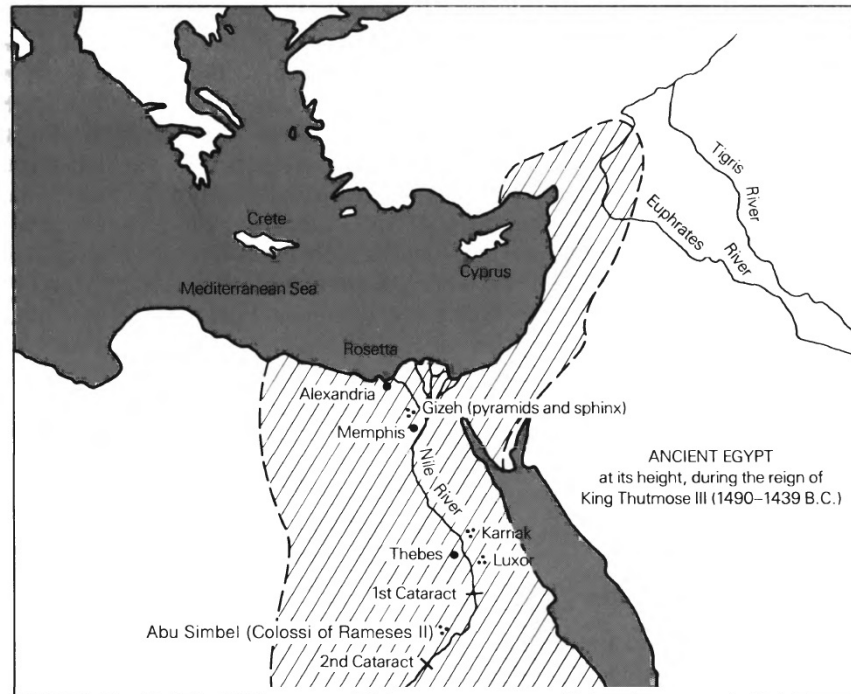 Tigris
River
Euphrates
River
Crete
Cyprus
Mediterranean Sea
Rosetta
Alexandria
Gizeh (pyramids and sphinx)
Memphis
Nile River
ANCIENT EGYPT
at its height, during the reign of
King Thutmose III (1490–1439 B.C.)
Karnak
Thebes
Luxor
1st Cataract
Abu Simbel (Colossi of Rameses II)
2nd Cataract